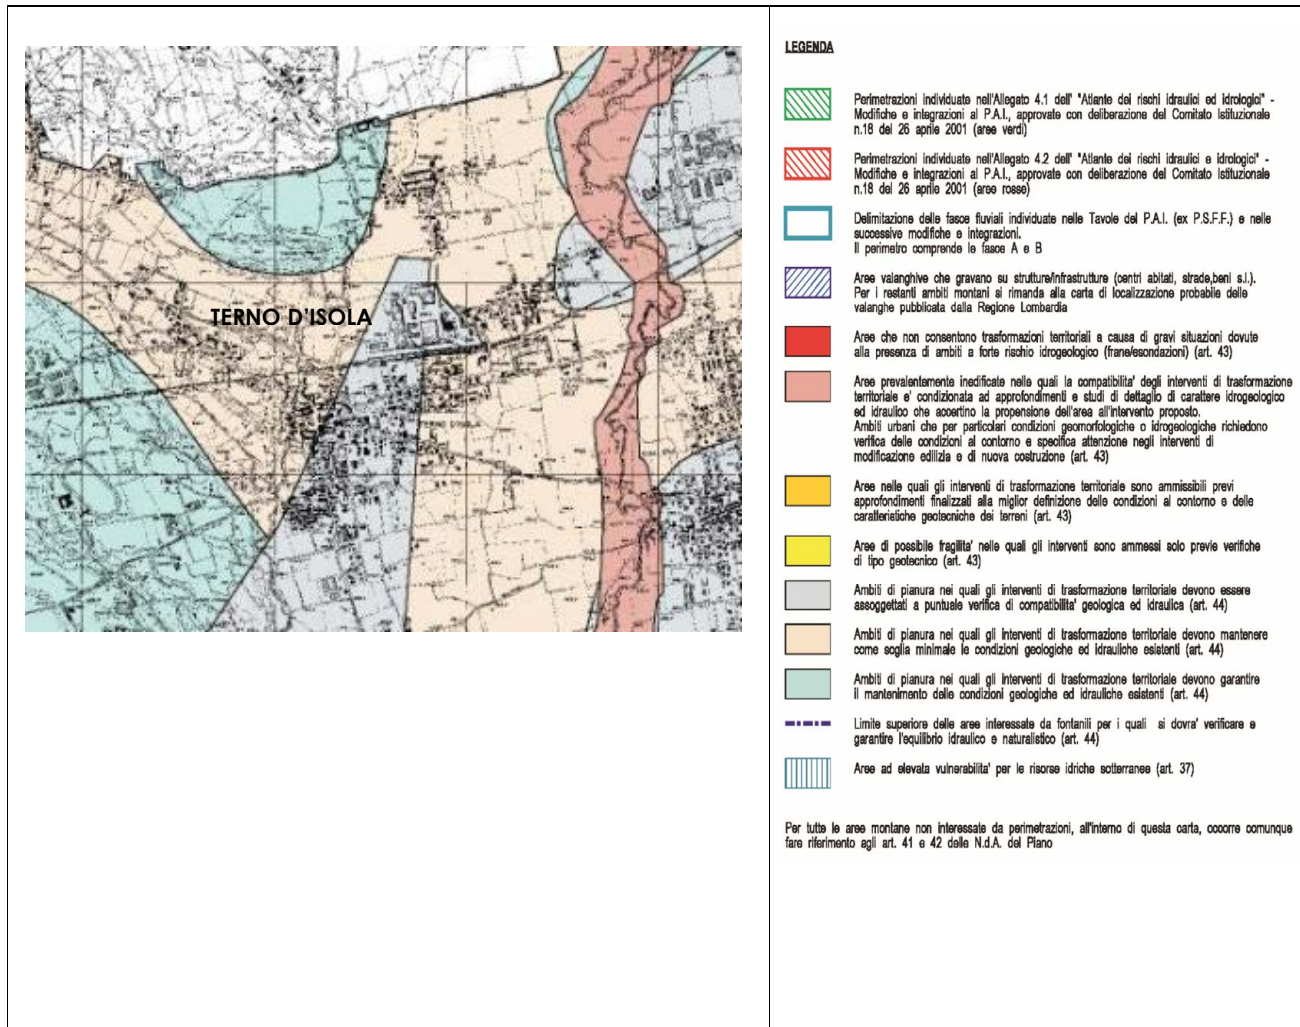 TERNO D'ISOLA
TERNO D'ISOLA
LEGENDA
Perimetrazioni individuate nell'Allegato 4.1 dell' "Atlante dei rischi idraulici ed idrologici" -
Modifiche e integrazioni al P.A.I., approvate con deliberazione del Comitato Istituzionale
n.18 del 26 aprile 2001 (aree verdi)
Perimetrazioni individuate nell'Allegato 4.2 dell' "Atlante dei rischi idraulici e idrologici" -
Modifiche e integrazioni al P.A.I., approvate con deliberazione del Comitato Istituzionale
n.18 del 26 aprile 2001 (aree rosse)
Delimitazione delle fasce fluviali individuate nelle Tavole del P.A.I. (ex P.S.F.F.) e nelle
successive modifiche e integrazioni.
Il perimetro comprende le fasce A e B
Aree valanghive che gravano su strutture/infrastrutture (centri abitati, strade,beni s.l.).
Per i restanti ambiti montani si rimanda alla carta di localizzazione probabile delle
valanghe pubblicata dalla Regione Lombardia
Aree che non consentono trasformazioni territoriali a causa di gravi situazioni dovute
alla presenza di ambiti a forte rischio idrogeologico (frane/esondazioni) (art. 43)
Aree prevalentemente inedificate nelle quali la compatibilita' degli interventi di trasformazione
territoriale e' condizionata ad approfondimenti e studi di dettaglio di carattere idrogeologico
ed idraulico che accertino la propensione dell'area all'intervento proposto.
Ambiti urbani che per particolari condizioni geomorfologiche o idrogeologiche richiedono
verifica delle condizioni al contorno e specifica attenzione negli interventi di
modificazione edilizia e di nuova costruzione (art. 43)
Aree nelle quali gli interventi di trasformazione territoriale sono ammissibili previ
approfondimenti finalizzati alla miglior definizione delle condizioni al contorno e delle
caratteristiche geotecniche dei terreni (art. 43)
Aree di possibile fragilita' nelle quali gli interventi sono ammessi solo previe verifiche
di tipo geotecnico (art. 43)
Ambiti di pianura nei quali gli interventi di trasformazione territoriale devono essere
assoggettati a puntuale verifica di compatibilita' geologica ed idraulica (art. 44)
Ambiti di pianura nei quali gli interventi di trasformazione territoriale devono mantenere
come soglia minimale le condizioni geologiche ed idrauliche esistenti (art. 44)
Ambiti di pianura nei quali gli interventi di trasformazione territoriale devono garantire
il mantenimento delle condizioni geologiche ed idrauliche esistenti (art. 44)
Limite superiore delle aree interessate da fontanili per i quali si dovra' verificare e
garantire l'equilibrio idraulico e naturalistico (art. 44)
Aree ad elevata vulnerabilita' per le risorse idriche sotterranee (art. 37)
Per tutte le aree montane non interessate da perimetrazioni, all'interno di questa carta, occorre comunque
fare riferimento agli art. 41 e 42 delle N.d.A. del Piano